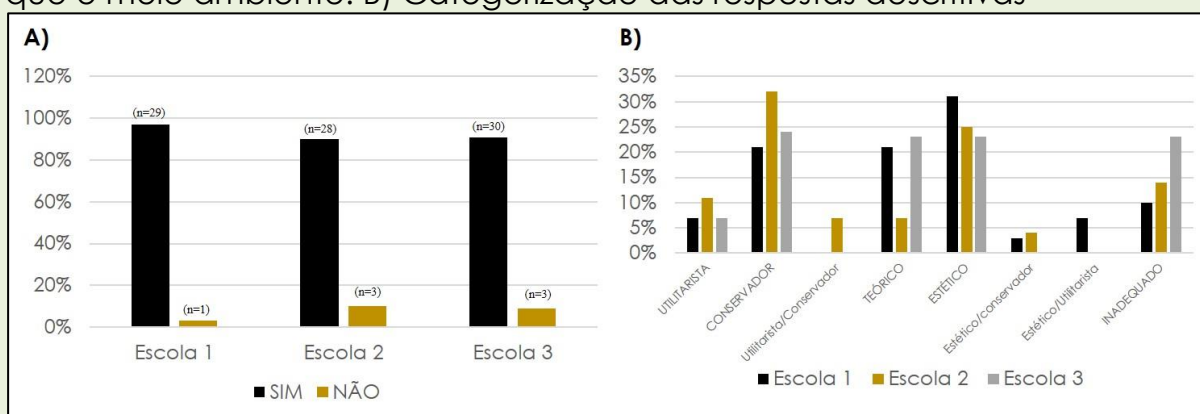 que é meio ambiente. B) Categorização das respostas descritivas
A)
120%
100%
80%
60%
40%
20%
0%
(n=29)
(n=1)
(n=28)
(n=3)
(n=30)
(n=3)
Escola 1
Escola 2
Escola 3
SIM NÃO
B)
35%
30%
25%
20%
15%
10%
5%
0%
UTILITARISTA
CONSERVADOR
Utilitarista/Conservador
TEÓRICO
ESTÉTICO
Estético/conservador
Estético/Utilitarista
INADEQUADO
Escola 1 Escola 2 Escola 3